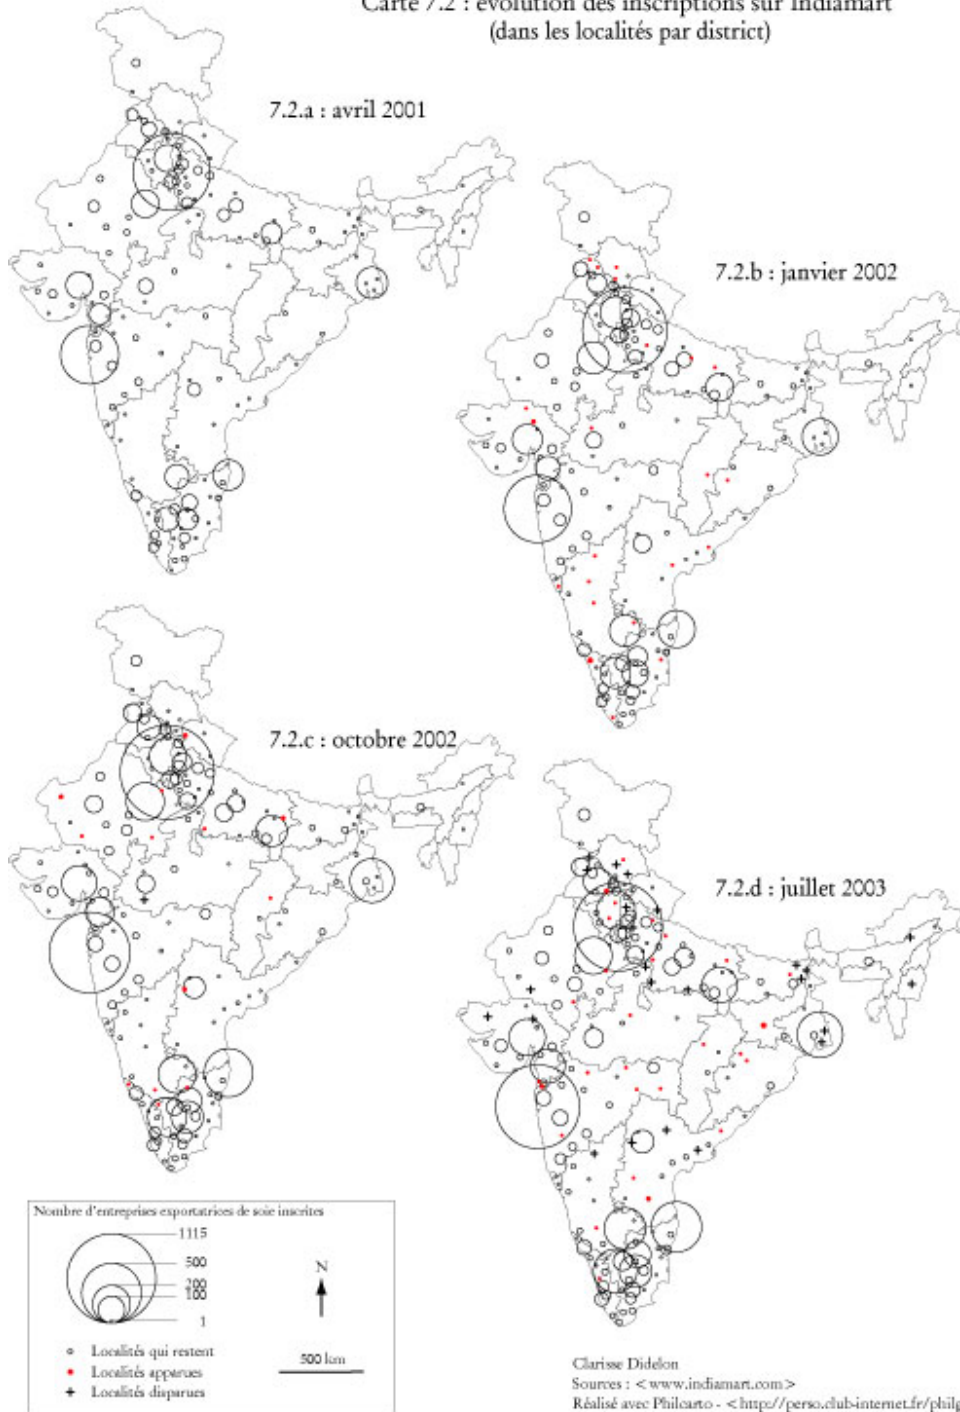 Carte 7.2 : évolution des inscriptions sur Indiamart
(dans les localités par district)
7.2.a : avril 2001
7.2.b : janvier 2002
7.2.c : octobre 2002
7.2.d : juillet 2003
Nombre d'entreprises exportatrices de soie inscrites
1115
500
200
100
1
N
500 km
Localités qui restent
Localités apparues
Localités disparues
Clarisse Didelon
Sources : <www.indiamart.com>
Réalisé avec Philcarto - <http://perso.club-internet.fr/philg